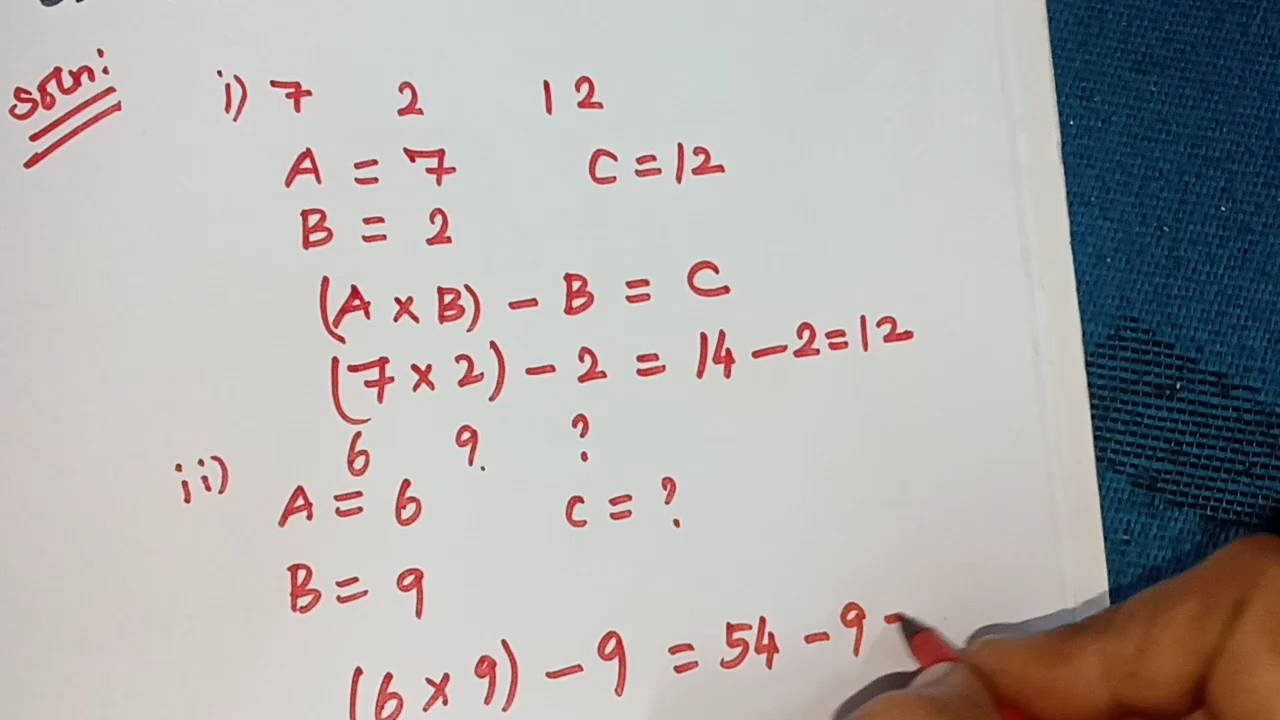 Soln:
i) 7 2 12
A = 7 C = 12
B = 2
(A × B) - B = C
(7 × 2) - 2 = 14 - 2 = 12
ii) 6 9 ?
A = 6 C = ?
B = 9
(6 × 9) - 9 = 54 - 9